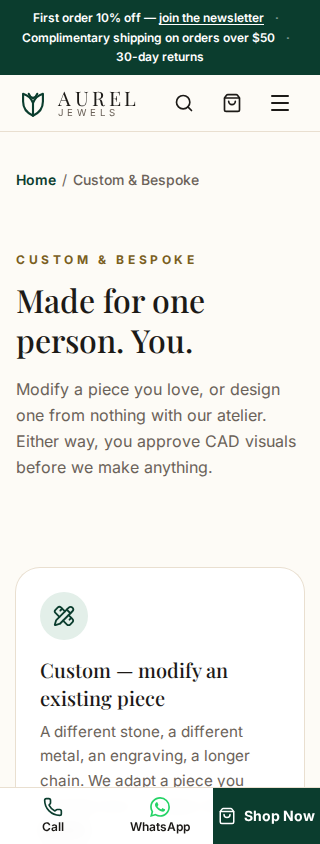 First order 10% off — join the newsletter ·
Complimentary shipping on orders over $50 ·
30-day returns
AUREL
JEWELS
Home / Custom & Bespoke
CUSTOM & BESPOKE
Made for one
person. You.
Modify a piece you love, or design
one from nothing with our atelier.
Either way, you approve CAD visuals
before we make anything.
Custom — modify an
existing piece
A different stone, a different
metal, an engraving, a longer
chain. We adapt a piece you
Call
WhatsApp
Shop Now